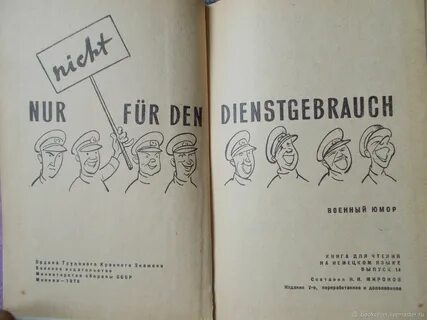 nicht
NUR FÜR DEN DIENSTGEBRAUCH
Ордена Трудового Красного Знамени
Военное издательство
Министерства обороны СССР
Москва—1970
ВОЕННЫЙ ЮМОР
КНИГА ДЛЯ ЧТЕНИЯ
НА НЕМЕЦКОМ ЯЗЫКЕ
ВЫПУСК 14
Составил Н. Н. МИРОНОВ
Издание 2-е, переработанное и дополненное